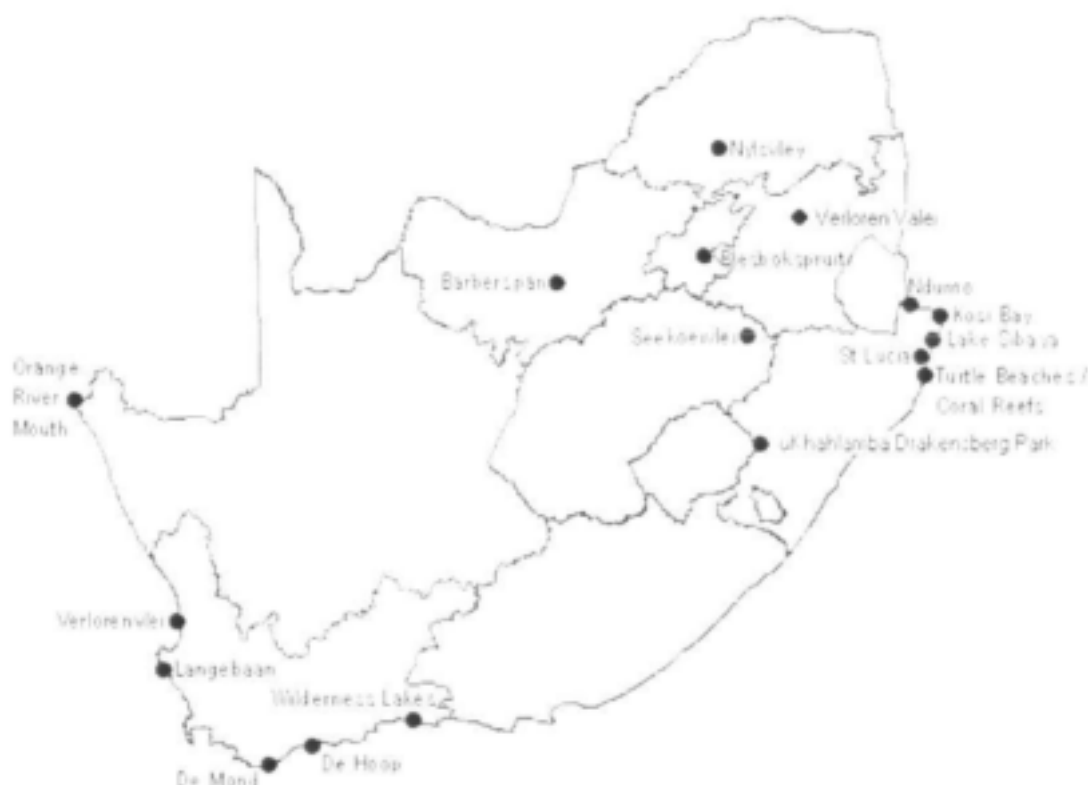 Nylsvley
Verloren Valei
Blesbokspruit
Barberspan
Ndumo
Kosi Bay
Seekoeivlei
Lake Sibaya
St Lucia
Orange
River
Mouth
Turtle Beaches/
Coral Reefs
uKhahlamba Drakensberg Park
Verlorenvlei
Langebaan
Wilderness Lakes
De Hoop
De Mond